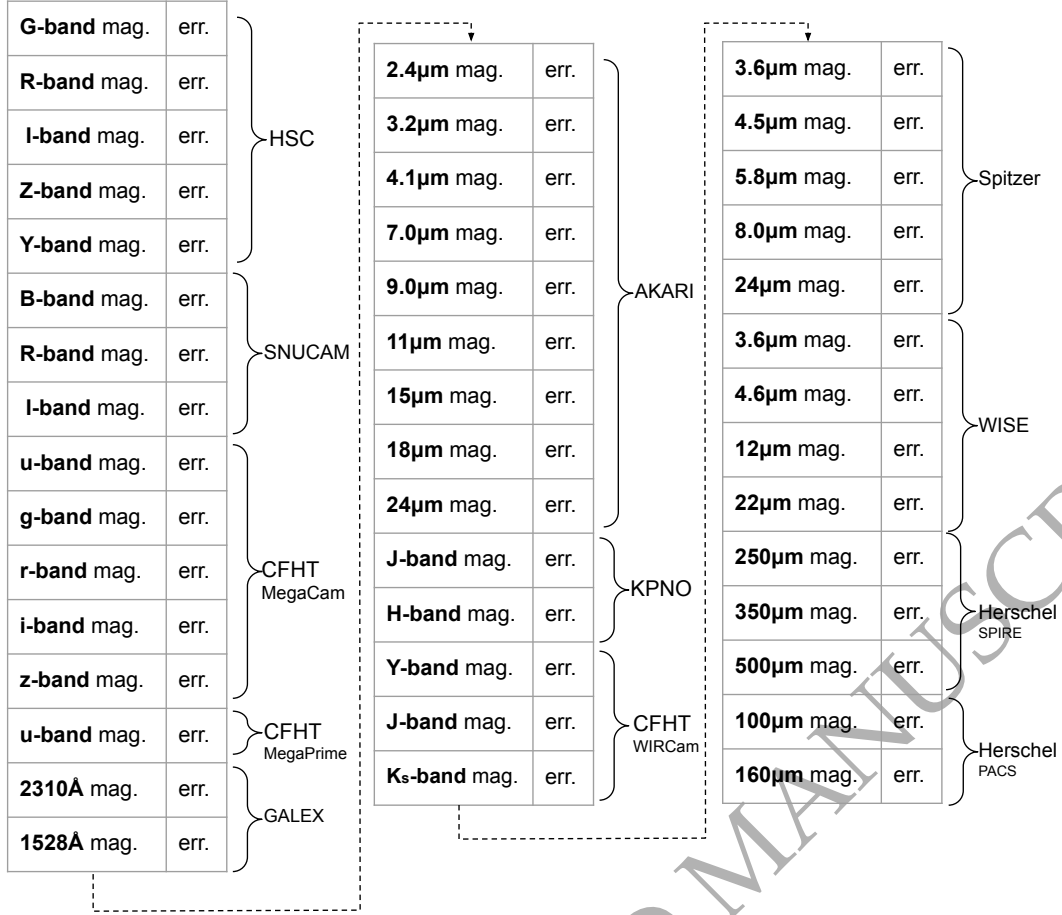 G-band mag. err.
R-band mag. err.
I-band mag. err.
HSC
Z-band mag. err.
Y-band mag. err.
B-band mag. err.
R-band mag. err.
SNUCAM
I-band mag. err.
u-band mag. err.
g-band mag. err.
r-band mag. err.
CFHT
MegaCam
i-band mag. err.
z-band mag. err.
u-band mag. err.
CFHT
MegaPrime
2310Å mag. err.
GALEX
1528Å mag. err.
2.4µm mag. err.
3.2µm mag. err.
4.1µm mag. err.
7.0µm mag. err.
9.0µm mag. err.
AKARI
11µm mag. err.
15µm mag. err.
18µm mag. err.
24µm mag. err.
J-band mag. err.
KPNO
H-band mag. err.
Y-band mag. err.
J-band mag. err.
CFHT
WIRCam
Ks-band mag. err.
3.6µm mag. err.
4.5µm mag. err.
5.8µm mag. err.
Spitzer
8.0µm mag. err.
24µm mag. err.
3.6µm mag. err.
4.6µm mag. err.
WISE
12µm mag. err.
22µm mag. err.
250µm mag. err.
350µm mag. err.
Herschel
SPIRE
500µm mag. err.
100µm mag. err.
Herschel
PACS
160µm mag. err.